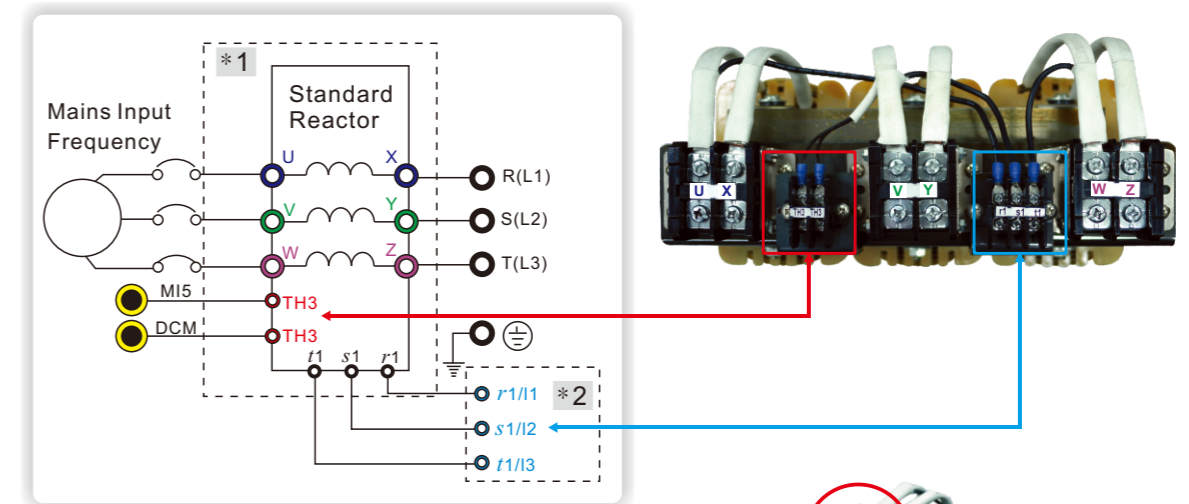 *1
Standard
Reactor
Mains Input
Frequency
U
X
R(L1)
V
Y
S(L2)
W
Z
T(L3)
MI5
TH3
DCM
TH3
t1
s1
r1
r1/I1
*2
s1/I2
t1/I3
U X
TH3 TH3
V Y
r1 s1 t1
W Z